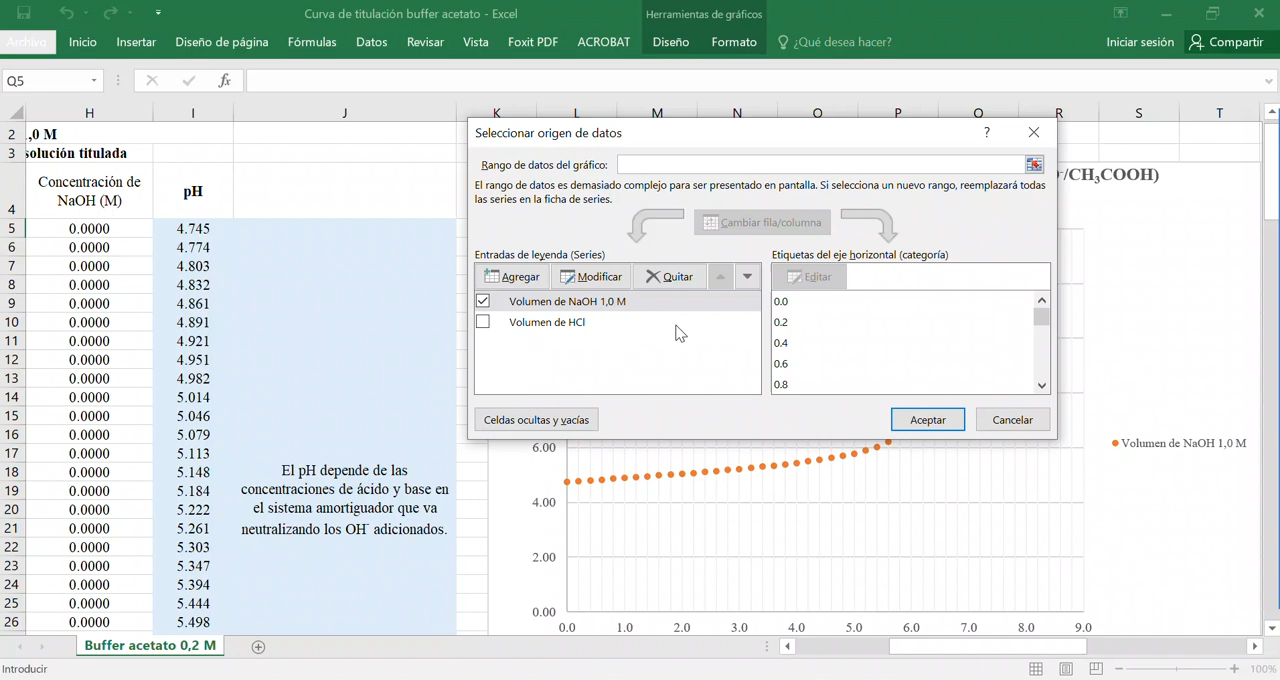 Curva de titulación buffer acetato - Excel
Herramientas de gráficos
Archivo Inicio Insertar Diseño de página Fórmulas Datos Revisar Vista Foxit PDF ACROBAT Diseño Formato ¿Qué desea hacer? Iniciar sesión Compartir
Q5 fx
H I J K L M N O P Q R S T
2 ,0 M
3 solución titulada
4 Concentración de
NaOH (M)
pH
5 0.0000 4.745
6 0.0000 4.774
7 0.0000 4.803
8 0.0000 4.832
9 0.0000 4.861
10 0.0000 4.891
11 0.0000 4.921
12 0.0000 4.951
13 0.0000 4.982
14 0.0000 5.014
15 0.0000 5.046
16 0.0000 5.079
17 0.0000 5.113
18 0.0000 5.148
19 0.0000 5.184
20 0.0000 5.222
21 0.0000 5.261
22 0.0000 5.303
23 0.0000 5.347
24 0.0000 5.394
25 0.0000 5.444
26 0.0000 5.498
El pH depende de las
concentraciones de ácido y base en
el sistema amortiguador que va
neutralizando los OH⁻ adicionados.
Seleccionar origen de datos ?
Rango de datos del gráfico:
El rango de datos es demasiado complejo para ser presentado en pantalla. Si selecciona un nuevo rango, reemplazará todas
las series en la ficha de series.
Cambiar fila/columna
Entradas de leyenda (Series)
Agregar Modificar Quitar
Volumen de NaOH 1,0 M
Volumen de HCl
Etiquetas del eje horizontal (categoría)
Editar
0.0
0.2
0.4
0.6
0.8
Celdas ocultas y vacías Aceptar Cancelar
⁻/CH₃COOH)
6.00
4.00
2.00
0.00
0.0 1.0 2.0 3.0 4.0 5.0 6.0 7.0 8.0 9.0
Volumen de NaOH 1,0 M
Buffer acetato 0,2 M
Introducir
100%